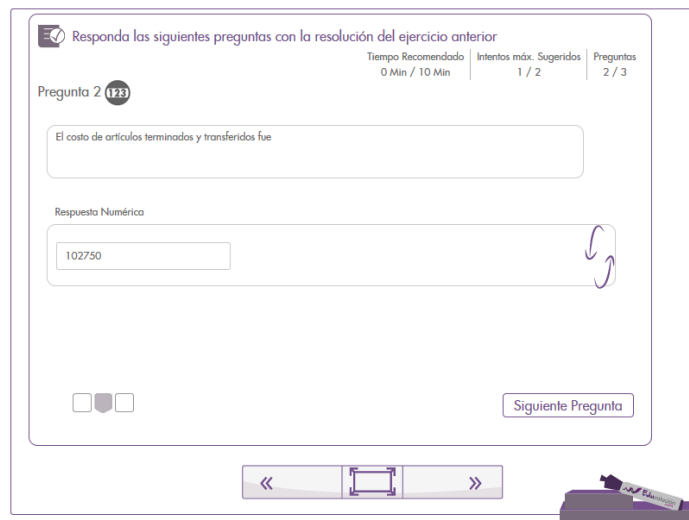 Responda las siguientes preguntas con la resolución del ejercicio anterior
Tiempo Recomendado
0 Min / 10 Min
Intentos máx. Sugeridos
1 / 2
Preguntas
2 / 3
Pregunta 2 123
El costo de artículos terminados y transferidos fue
Respuesta Numérica
102750
Siguiente Pregunta